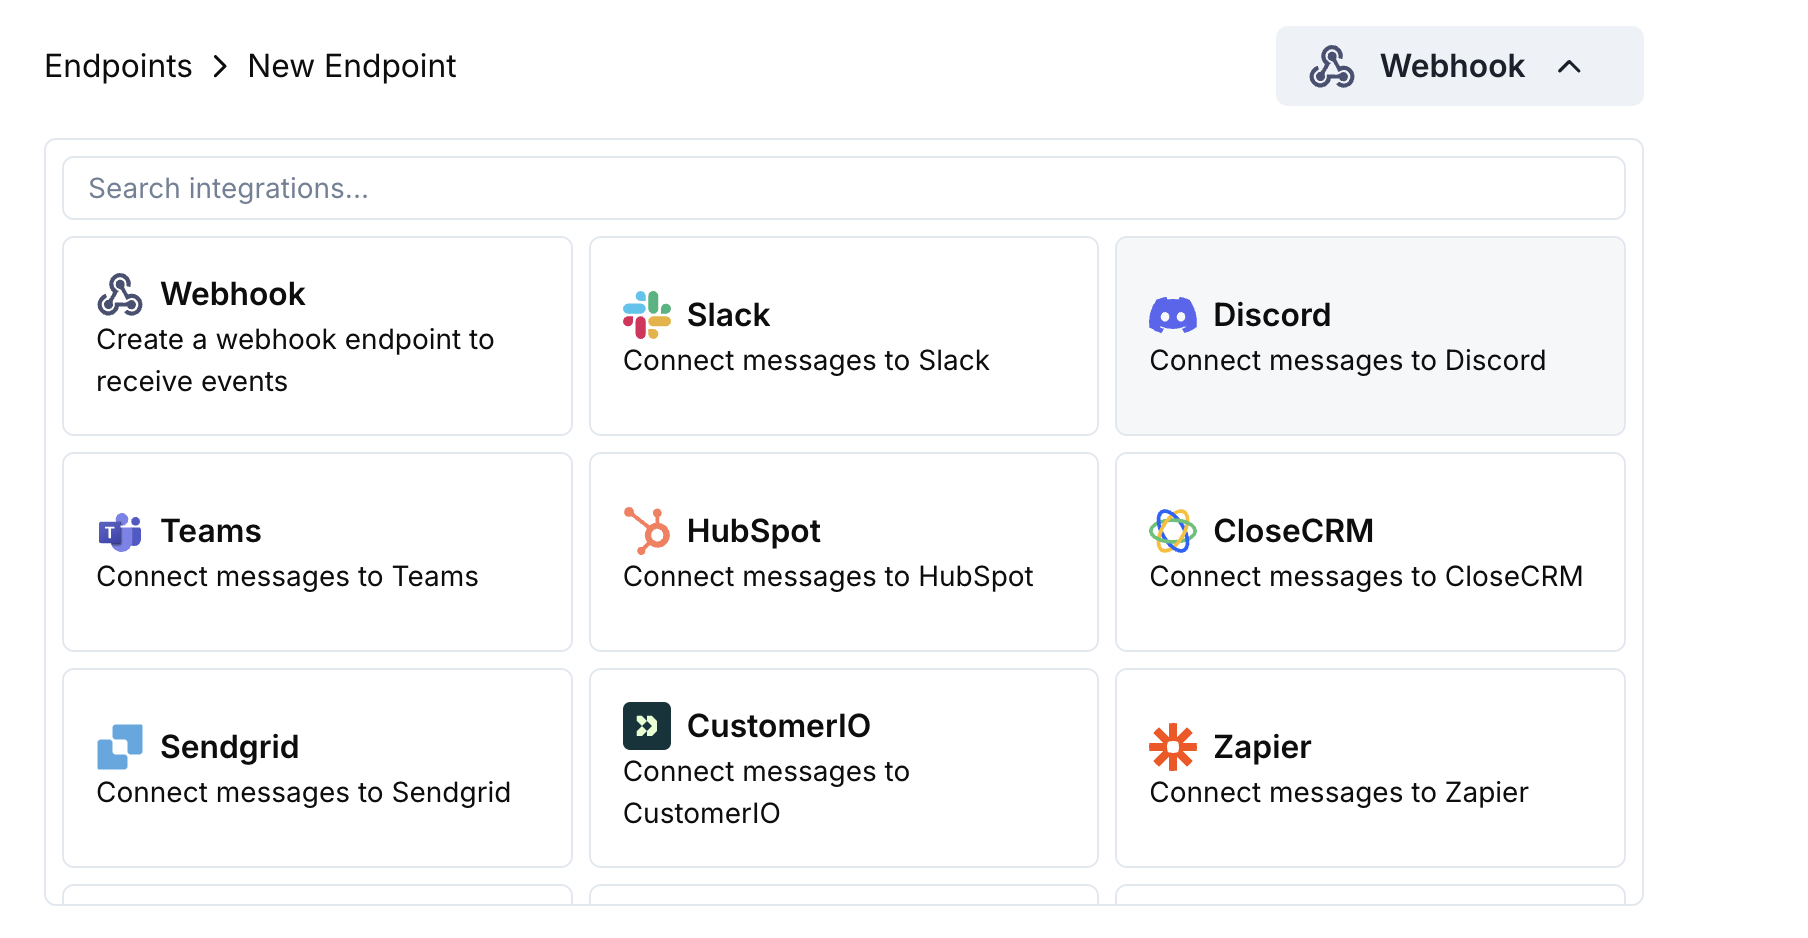 Endpoints > New Endpoint
Webhook
Search integrations...
Webhook
Create a webhook endpoint to
receive events
Slack
Connect messages to Slack
Discord
Connect messages to Discord
Teams
Connect messages to Teams
HubSpot
Connect messages to HubSpot
CloseCRM
Connect messages to CloseCRM
Sendgrid
Connect messages to Sendgrid
CustomerIO
Connect messages to
CustomerIO
Zapier
Connect messages to Zapier